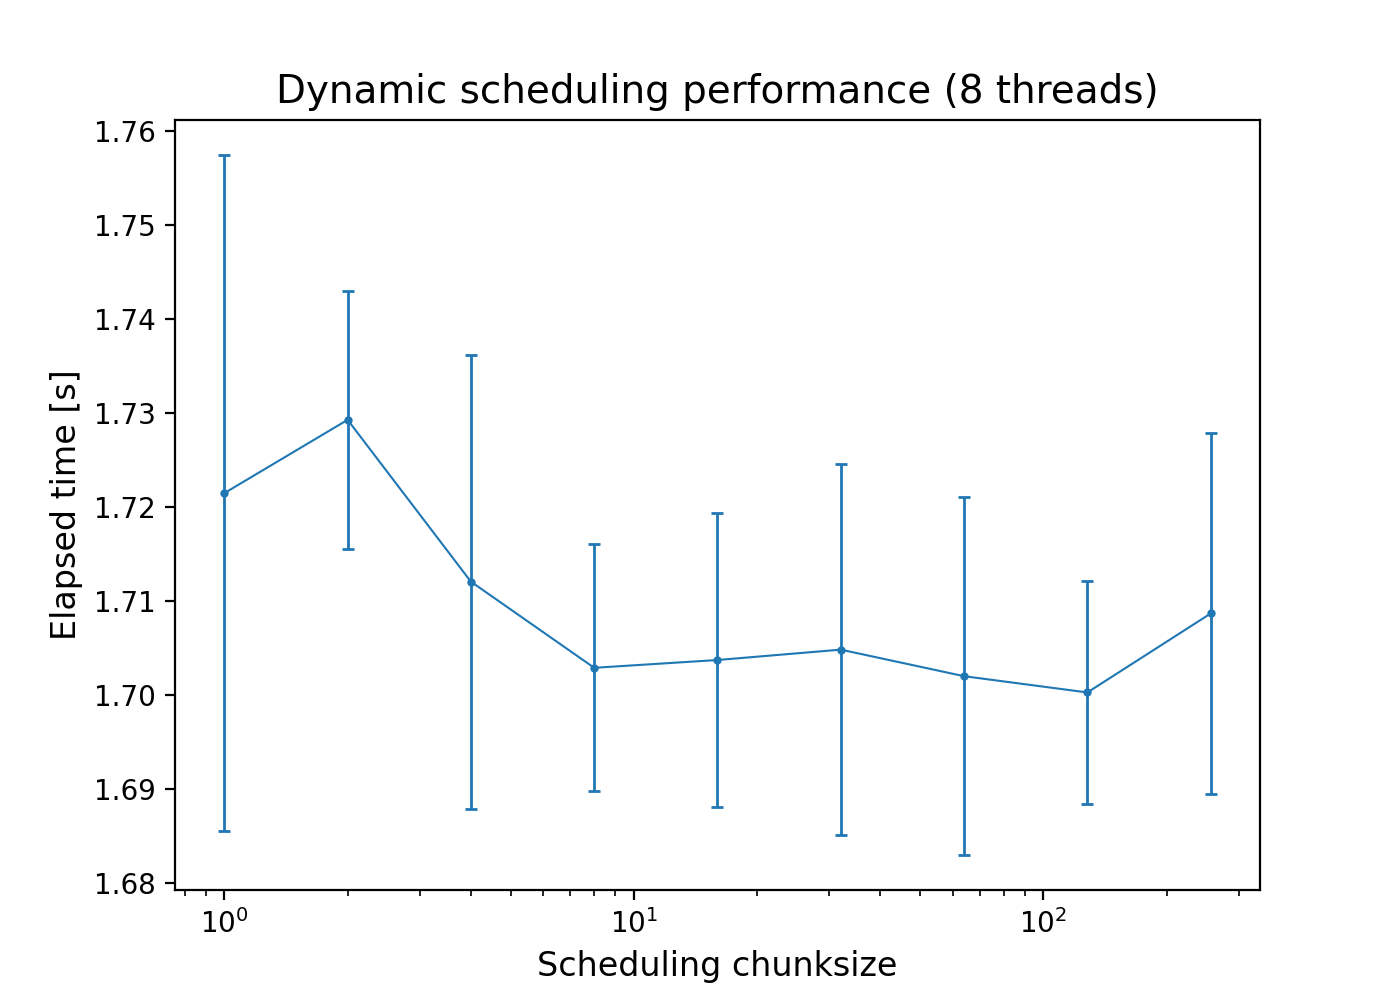 Dynamic scheduling performance (8 threads)
1.76
1.75
1.74
1.73
1.72
1.71
1.70
1.69
1.68
Elapsed time [s]
10⁰ 10¹ 10²
Scheduling chunksize